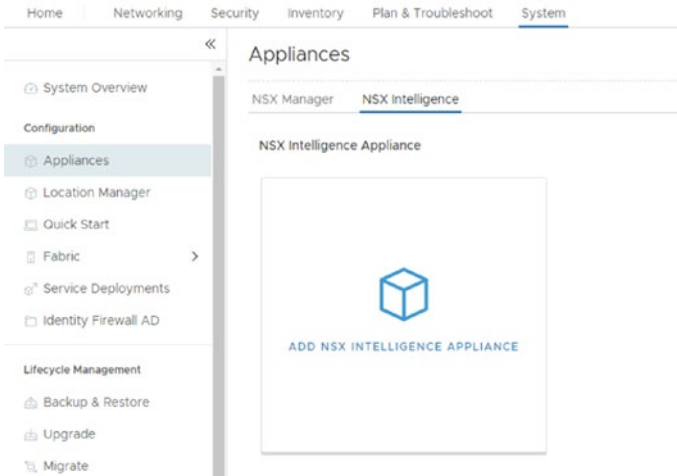 Home Networking Security Inventory Plan & Troubleshoot System
«
Appliances
System Overview
NSX Manager NSX Intelligence
Configuration
NSX Intelligence Appliance
Appliances
Location Manager
Quick Start
Fabric >
Service Deployments
Identity Firewall AD
ADD NSX INTELLIGENCE APPLIANCE
Lifecycle Management
Backup & Restore
Upgrade
Migrate